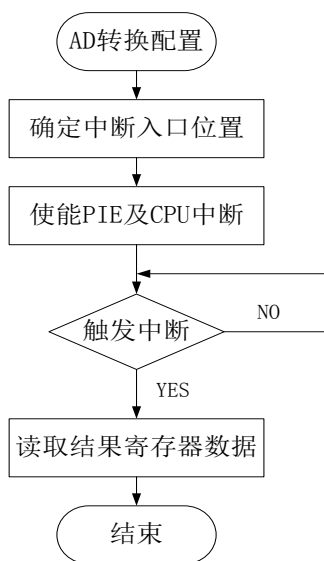 AD转换配置
确定中断入口位置
使能PIE及CPU中断
触发中断
NO
YES
读取结果寄存器数据
结束